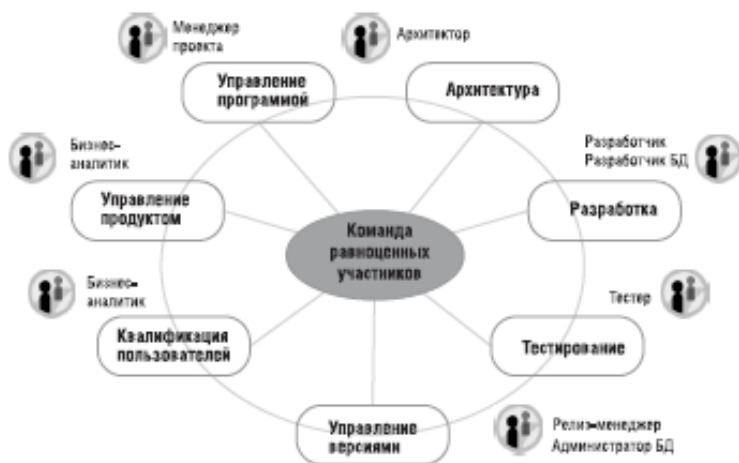 Менеджер
проекта
Управление
программой
Архитектор
Архитектура
Бизнес-
аналитик
Управление
продуктом
Разработчик
Разработчик БД
Разработка
Команда
равноценных
участников
Бизнес-
аналитик
Квалификация
пользователей
Тестер
Тестирование
Управление
версиями
Релиз-менеджер
Администратор БД